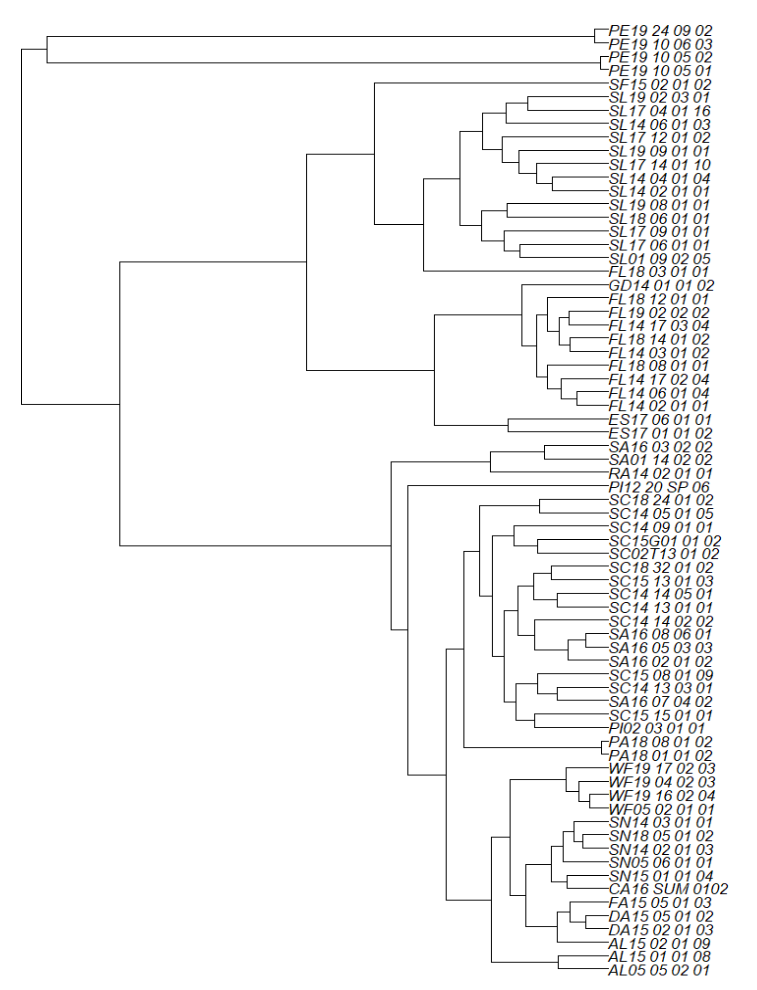 PE19 24 09 02
PE19 10 06 03
PE19 10 05 02
PE19 10 05 01
SF15 02 01 02
SL19 02 03 01
SL17 04 01 16
SL14 06 01 03
SL17 12 01 02
SL19 09 01 01
SL17 14 01 10
SL14 04 01 04
SL14 02 01 01
SL19 08 01 01
SL18 06 01 01
SL17 09 01 01
SL17 06 01 01
SL01 09 02 05
FL18 03 01 01
GD14 01 01 02
FL18 12 01 01
FL19 02 02 02
FL14 17 03 04
FL18 14 01 02
FL14 03 01 02
FL18 08 01 01
FL14 17 02 04
FL14 06 01 04
FL14 02 01 01
ES17 06 01 01
ES17 01 01 02
SA16 03 02 02
SA01 14 02 02
RA14 02 01 01
PI12 20 SP 06
SC18 24 01 02
SC14 05 01 05
SC14 09 01 01
SC15G01 01 02
SC02T13 01 02
SC18 32 01 02
SC15 13 01 03
SC14 14 05 01
SC14 13 01 01
SC14 14 02 02
SA16 08 06 01
SA16 05 03 03
SA16 02 01 02
SC15 08 01 09
SC14 13 03 01
SA16 07 04 02
SC15 15 01 01
PI02 03 01 01
PA18 08 01 02
PA18 01 01 02
WF19 17 02 03
WF19 04 02 03
WF19 16 02 04
WF05 02 01 01
SN14 03 01 01
SN18 05 01 02
SN14 02 01 03
SN05 06 01 01
SN15 01 01 04
CA16 SUM 0102
FA15 05 01 03
DA15 05 01 02
DA15 02 01 03
AL15 02 01 09
AL15 01 01 08
AL05 05 02 01